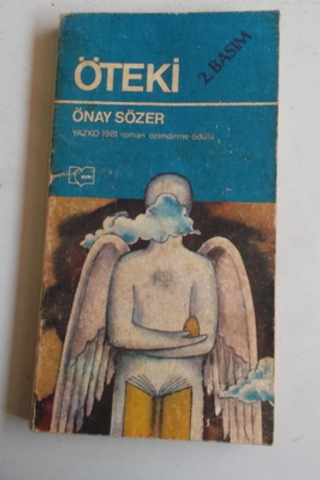 ÖTEKİ
2. BASIM
ÖNAY SÖZER
YAZKO 1981 roman özendirme ödülü